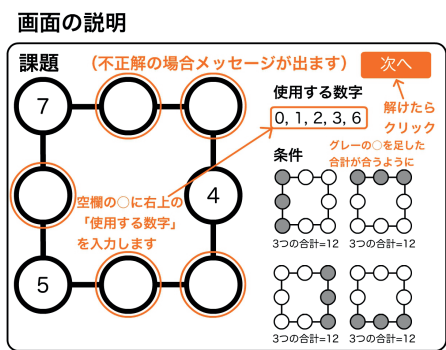 画面の説明
課題 (不正解の場合メッセージが出ます) 次へ
7
使用する数字
0, 1, 2, 3, 6
解けたら
クリック
グレーの○を足した
合計が合うように
条件
空欄の○に右上の
「使用する数字」
を入力します
4
5
3つの合計=12 3つの合計=12
3つの合計=12 3つの合計=12